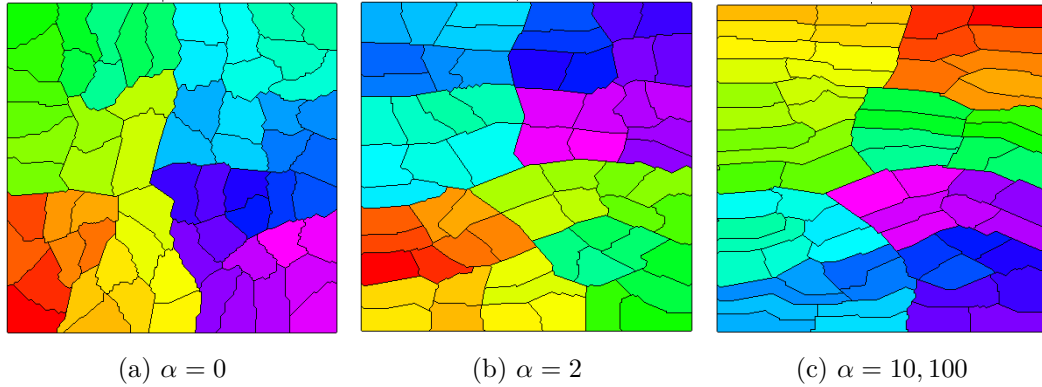 (a) α = 0
(b) α = 2
(c) α = 10, 100